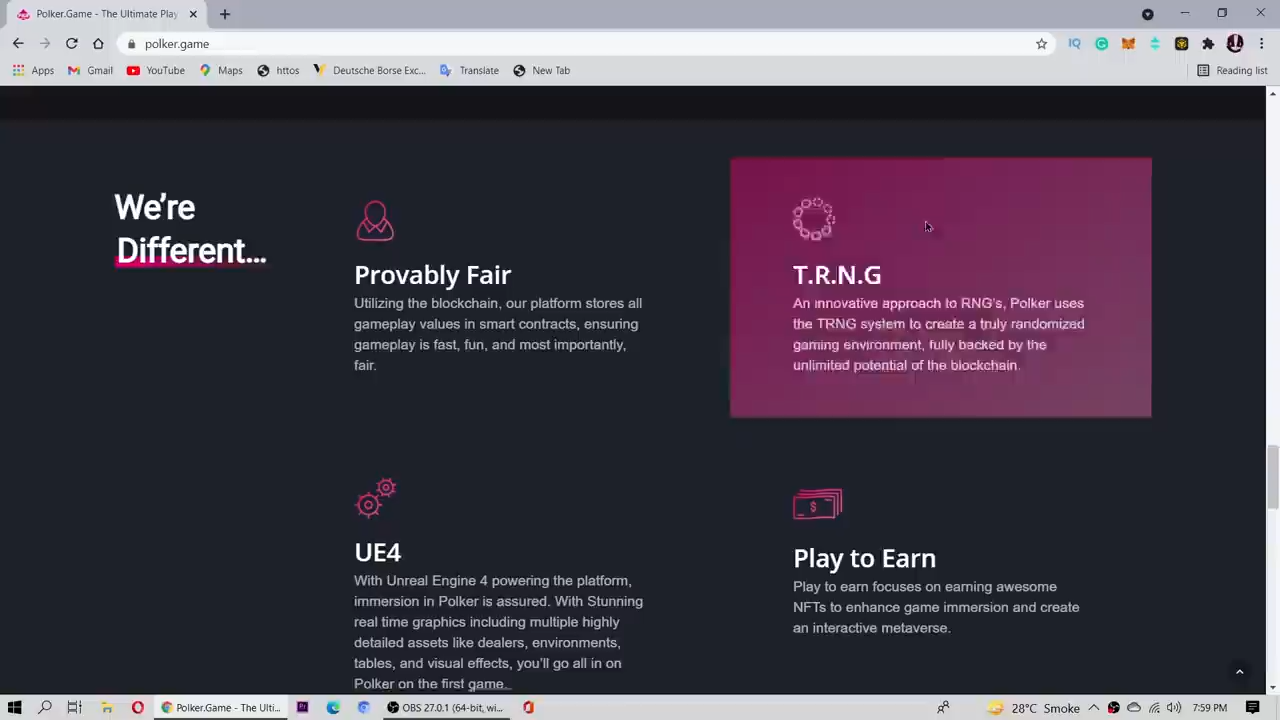 Polker.Game - The Ultimate Play
polker.game
Apps
Gmail
YouTube
Maps
httos
Deutsche Borse Exc...
Translate
New Tab
Reading list
We're
Different...
Provably Fair
Utilizing the blockchain, our platform stores all
gameplay values in smart contracts, ensuring
gameplay is fast, fun, and most importantly,
fair.
T.R.N.G
An innovative approach to RNG's, Polker uses
the TRNG system to create a truly randomized
gaming environment, fully backed by the
unlimited potential of the blockchain.
UE4
With Unreal Engine 4 powering the platform,
immersion in Polker is assured. With Stunning
real time graphics including multiple highly
detailed assets like dealers, environments,
tables, and visual effects, you'll go all in on
Polker on the first game.
Play to Earn
Play to earn focuses on earning awesome
NFTs to enhance game immersion and create
an interactive metaverse.
Polker.Game - The Ulti...
OBS 27.0.1 (64-bit, wi...
28°C Smoke
7:59 PM